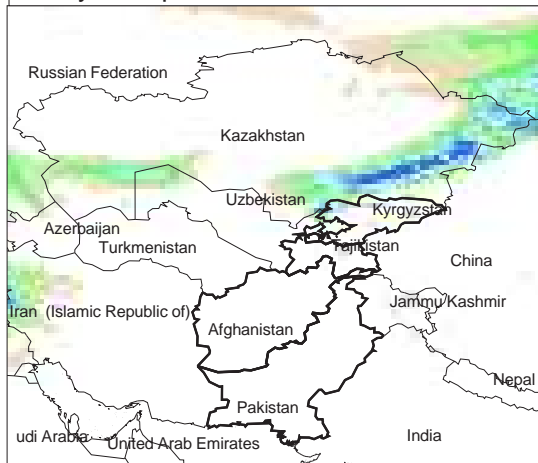 Russian Federation
Kazakhstan
Uzbekistan
Kyrgyzstan
Azerbaijan
Turkmenistan
Tajikistan
China
Iran (Islamic Republic of)
Jammu Kashmir
Afghanistan
Nepal
Pakistan
udi Arabia
United Arab Emirates
India